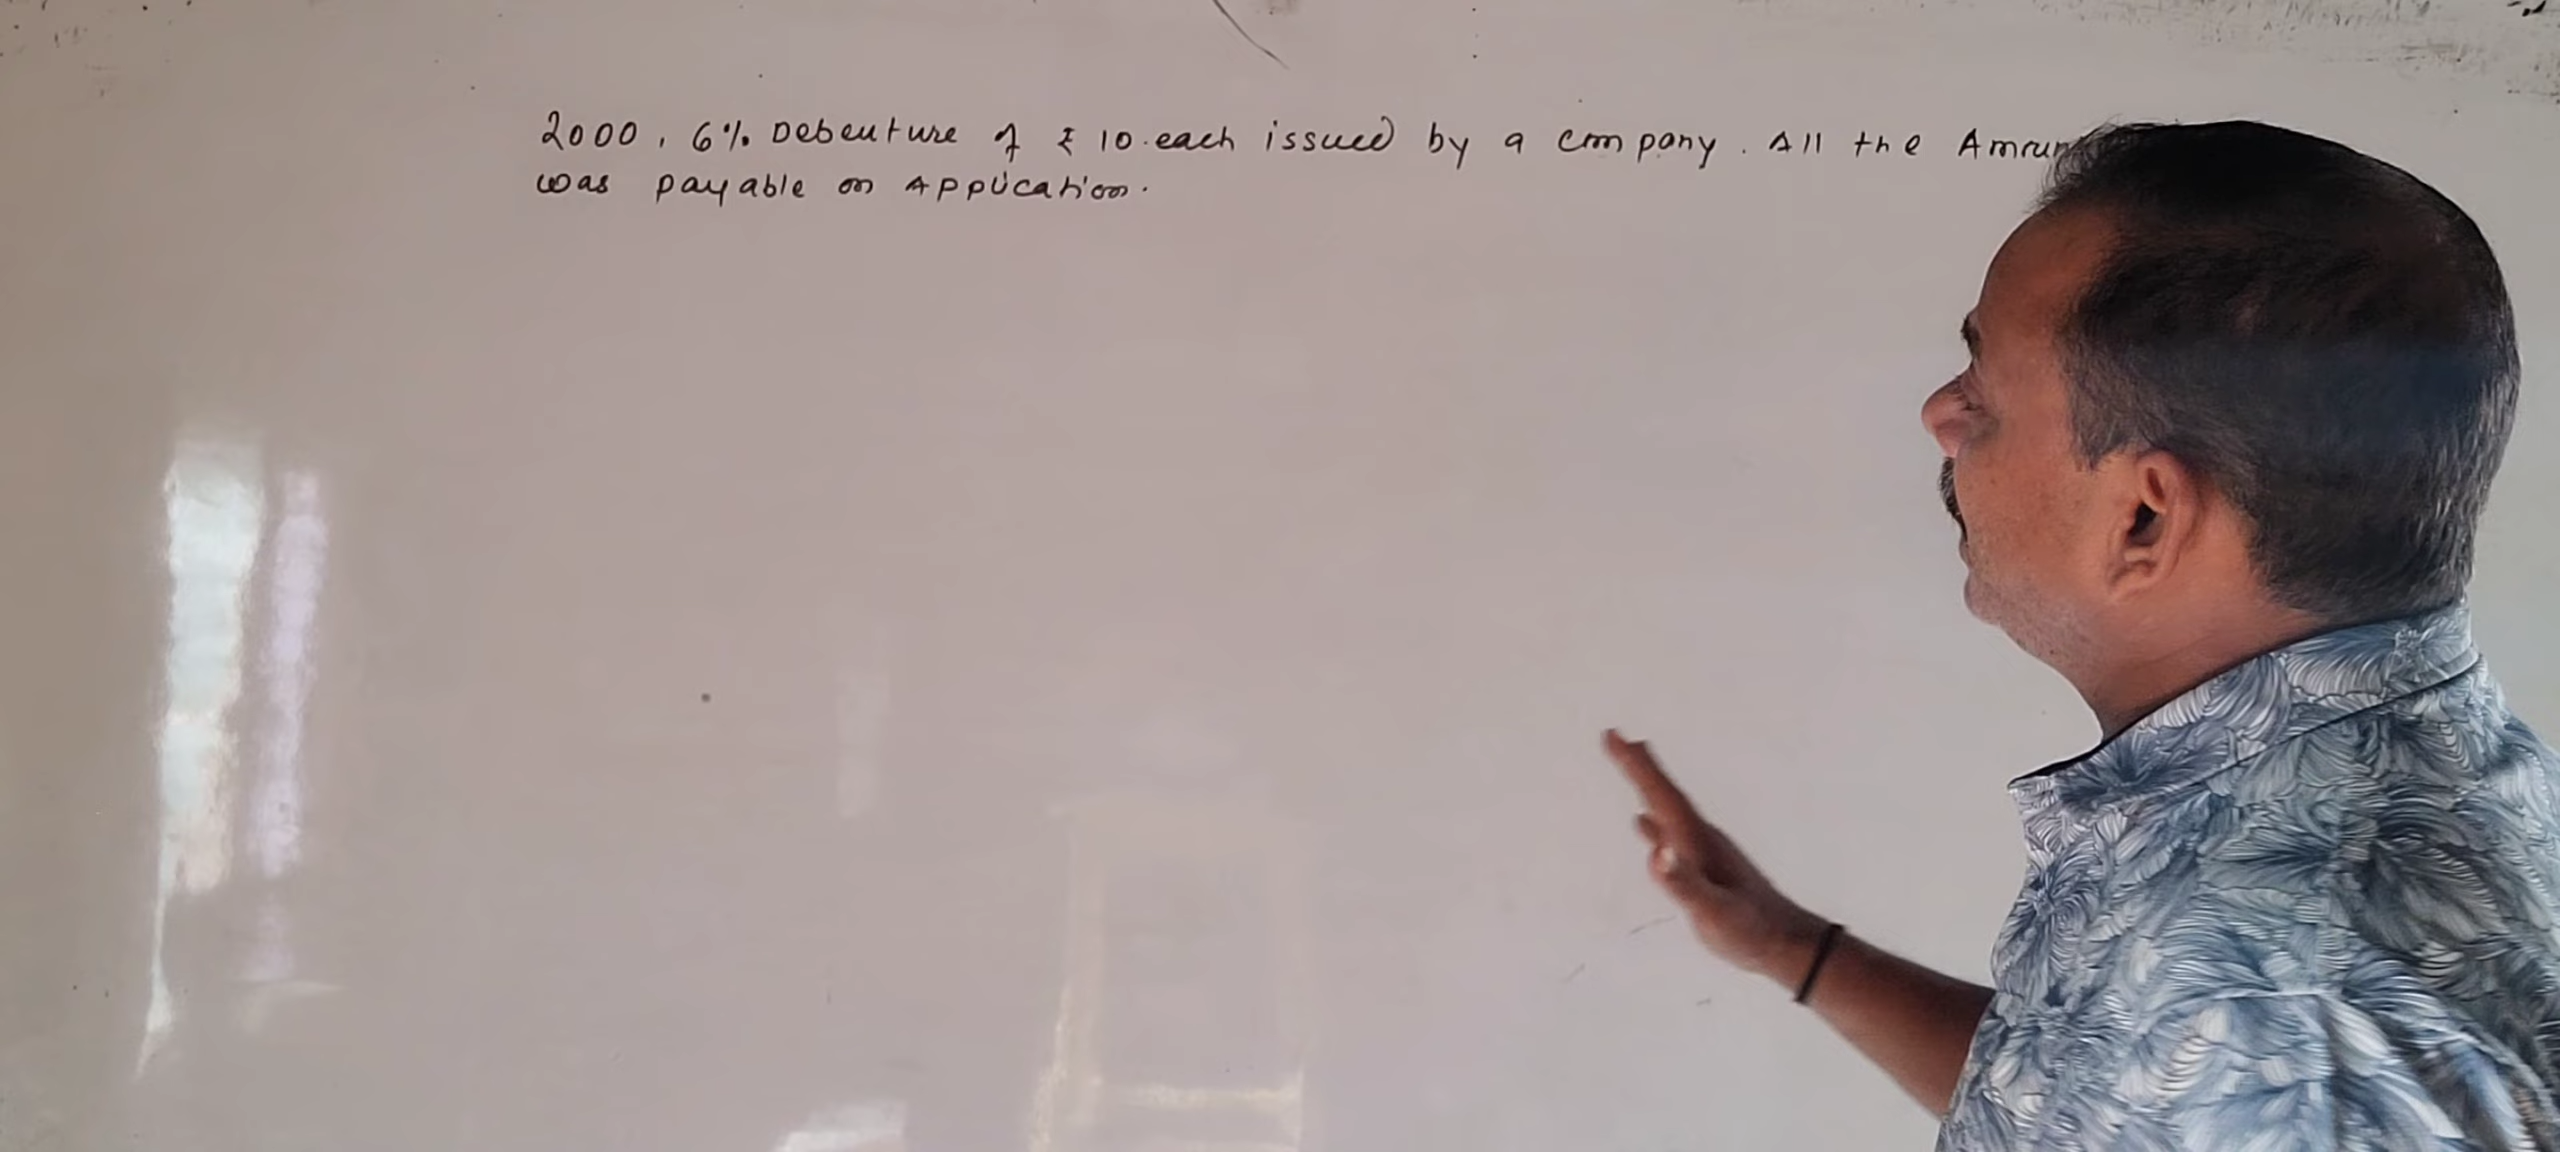 2000, 6% Debenture of ₹ 10 each issued by a company. All the
was payable on Application.